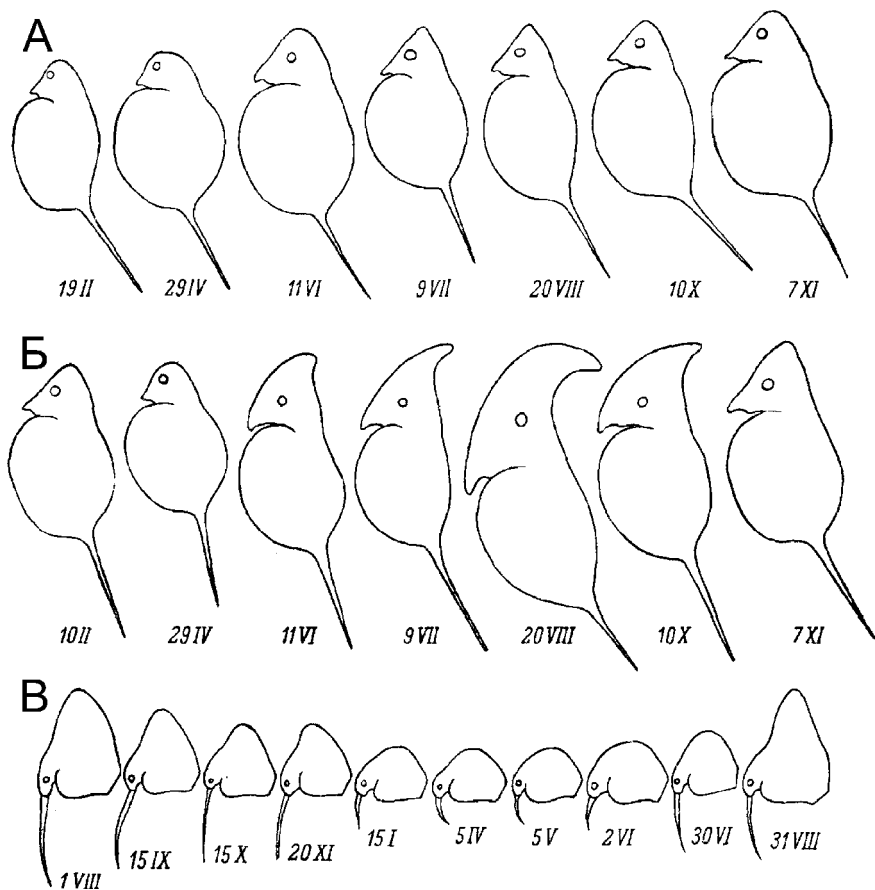 А
19 II 29 IV 11 VI 9 VII 20 VIII 10 X 7 XI
Б
10 II 29 IV 11 VI 9 VII 20 VIII 10 X 7 XI
В
1 VIII 15 IX 15 X 20 XI 15 I 5 IV 5 V 2 VI 30 VI 31 VIII